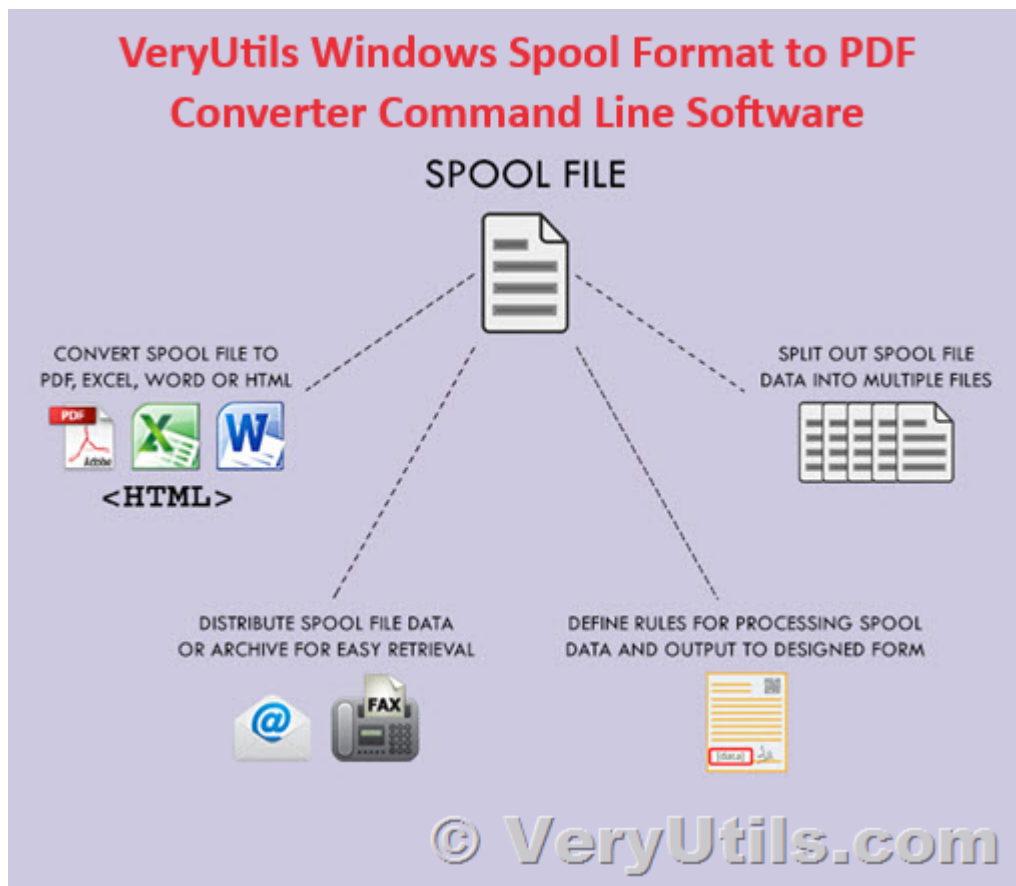 VeryUtils Windows Spool Format to PDF
Converter Command Line Software
SPOOL FILE
CONVERT SPOOL FILE TO
PDF, EXCEL, WORD OR HTML
PDF
Adobe
X
W
<HTML>
SPLIT OUT SPOOL FILE
DATA INTO MULTIPLE FILES
DISTRIBUTE SPOOL FILE DATA
OR ARCHIVE FOR EASY RETRIEVAL
@
FAX
DEFINE RULES FOR PROCESSING SPOOL
DATA AND OUTPUT TO DESIGNED FORM
[data]
© VeryUtils.com